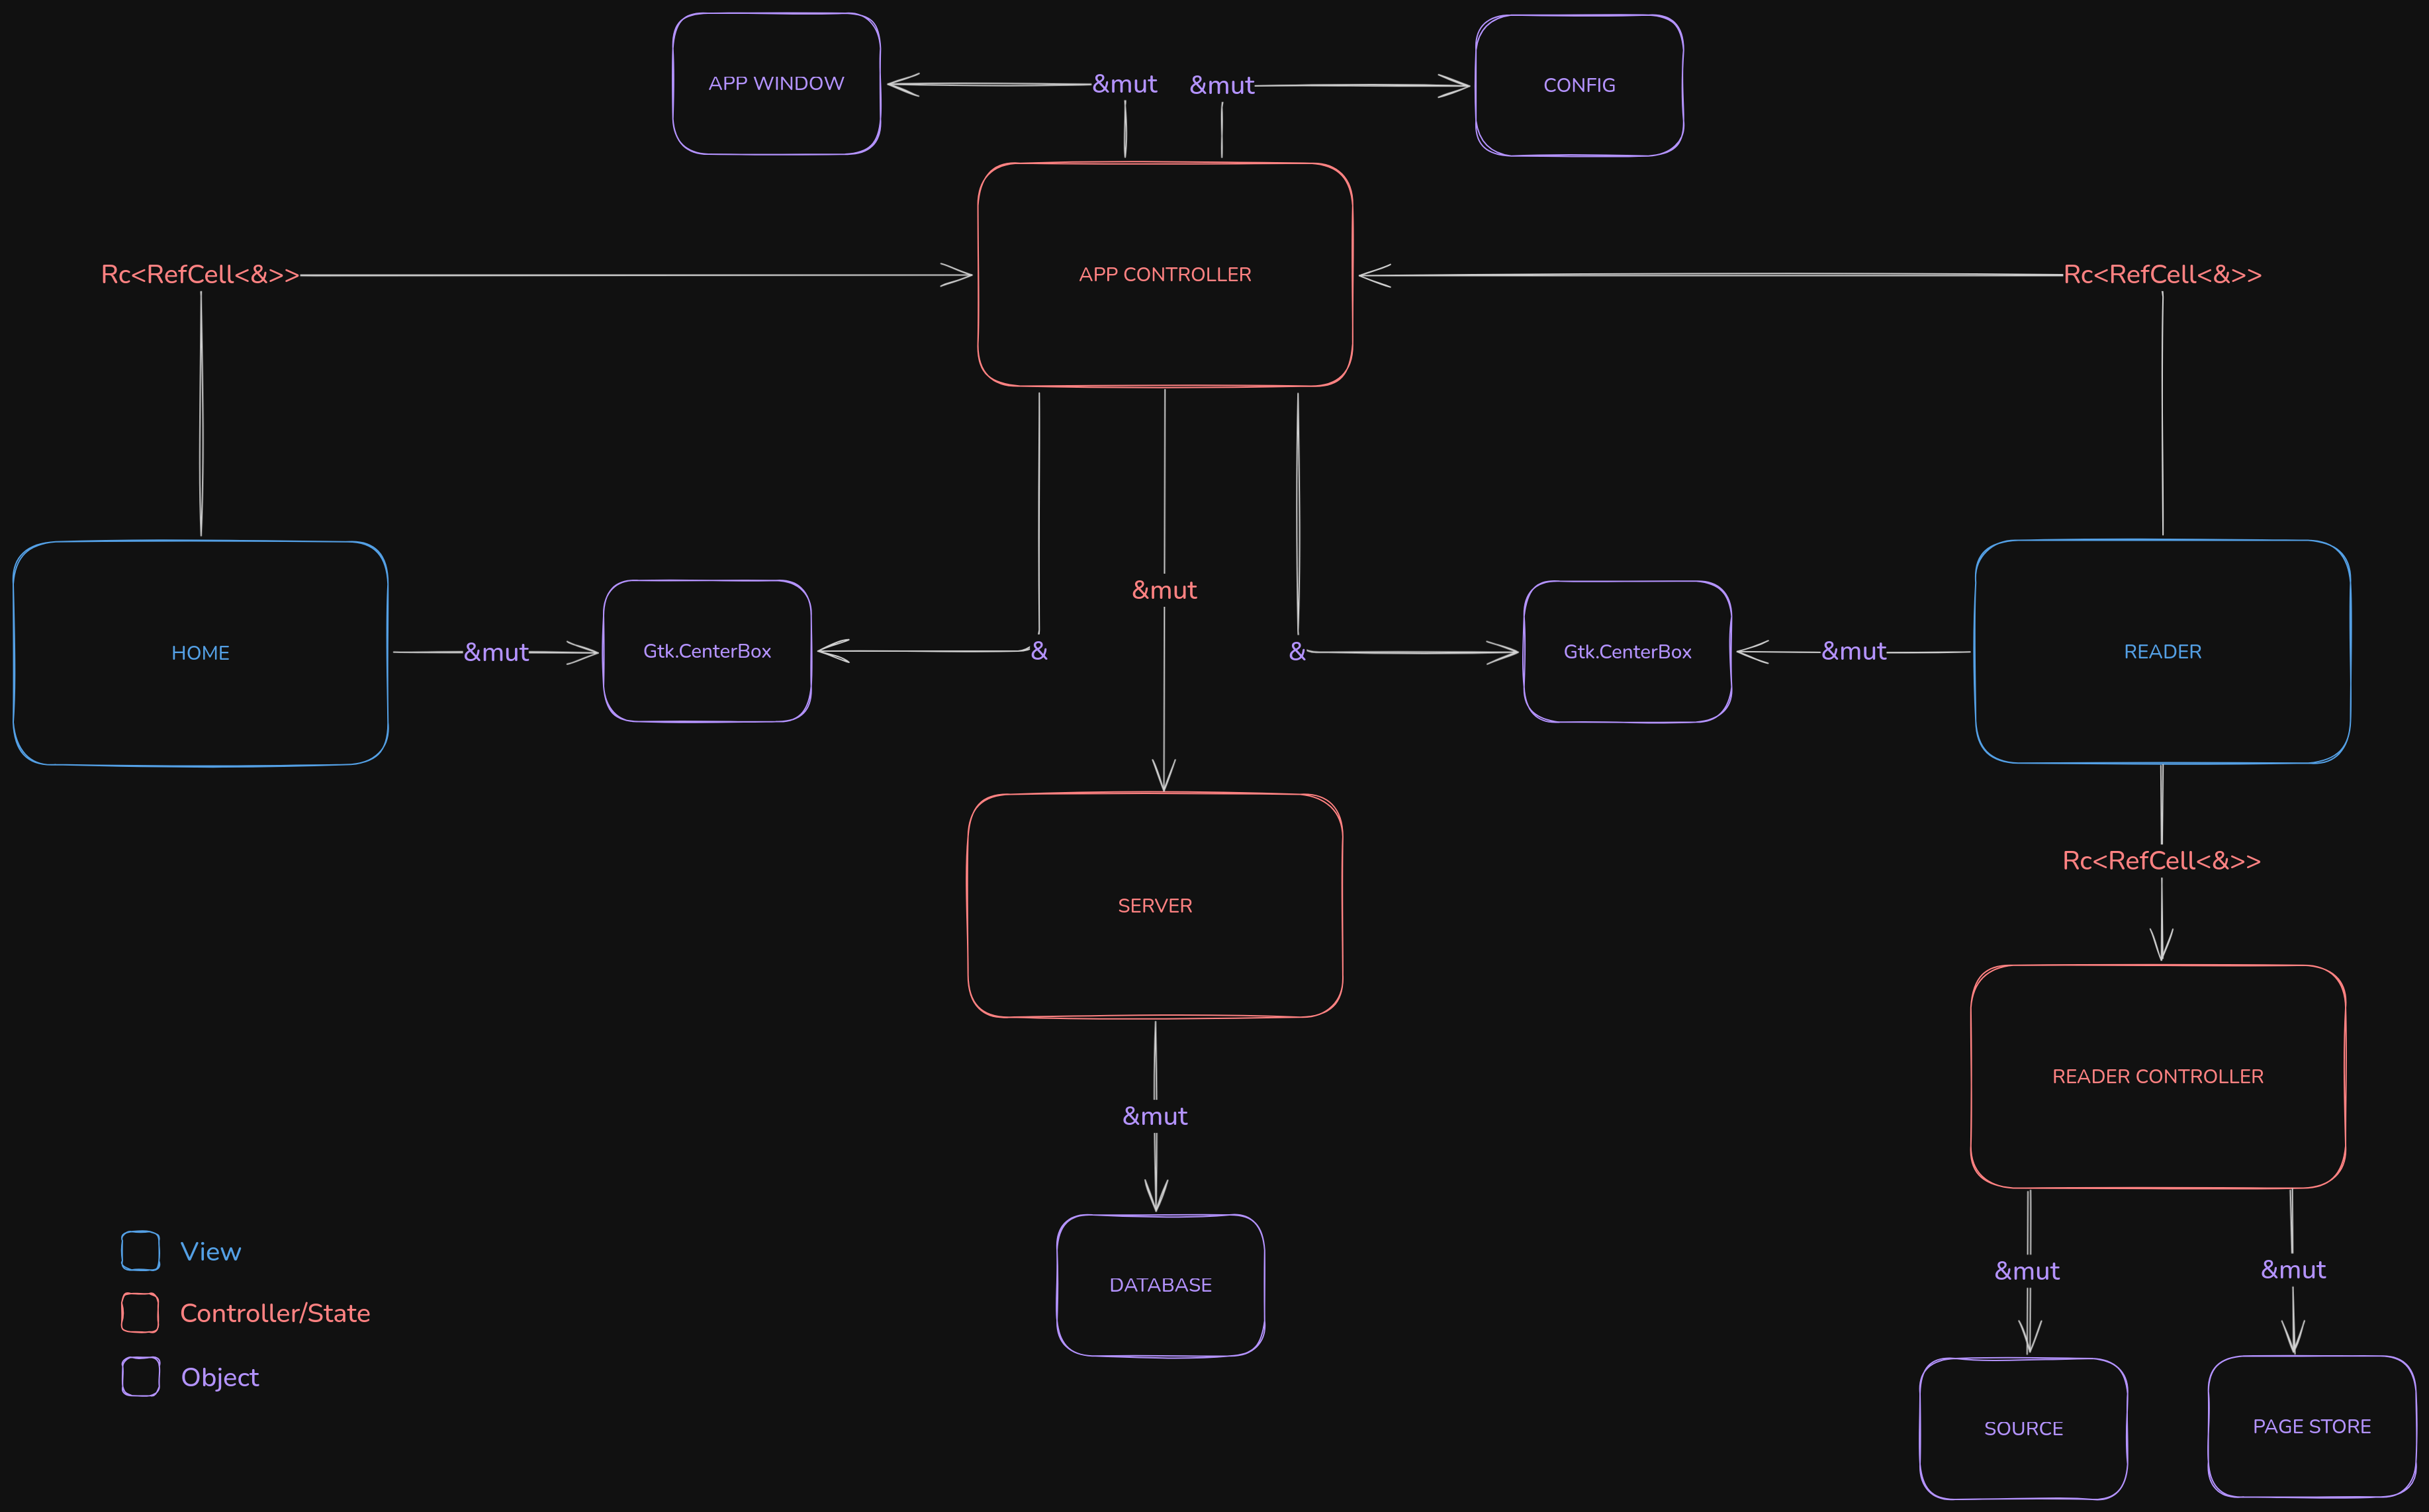 APP WINDOW
&mut
&mut
CONFIG
Rc<RefCell<&>>
APP CONTROLLER
Rc<RefCell<&>>
&mut
HOME
&mut
Gtk.CenterBox
&
&
Gtk.CenterBox
&mut
READER
Rc<RefCell<&>>
SERVER
READER CONTROLLER
&mut
View
&mut
&mut
DATABASE
Controller/State
Object
SOURCE
PAGE STORE